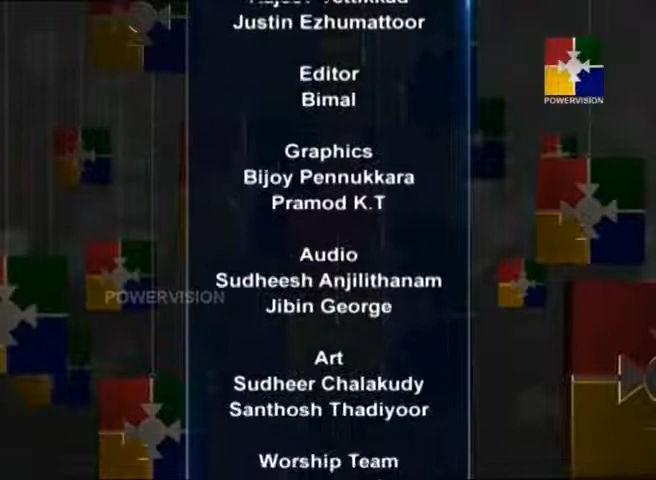 Justin Ezhumattoor
Editor
Bimal
POWERVISION
Graphics
Bijoy Pennukkara
Pramod K.T
Audio
Sudheesh Anjilithanam
POWERVISION
Jibin George
Art
Sudheer Chalakudy
Santhosh Thadiyoor
Worship Team